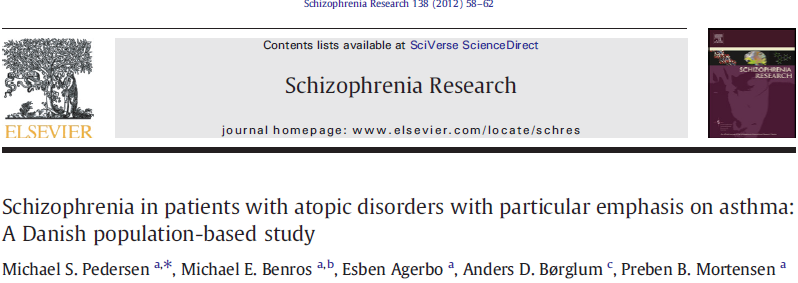 Schizophrenia Research 138 (2012) 58–62
Contents lists available at SciVerse ScienceDirect
Schizophrenia Research
journal homepage: www.elsevier.com/locate/schres
ELSEVIER
SCHIZOPHRENIA
RESEARCH
Schizophrenia in patients with atopic disorders with particular emphasis on asthma:
A Danish population-based study
Michael S. Pedersen a,*, Michael E. Benros a,b, Esben Agerbo a, Anders D. Børglum c, Preben B. Mortensen a